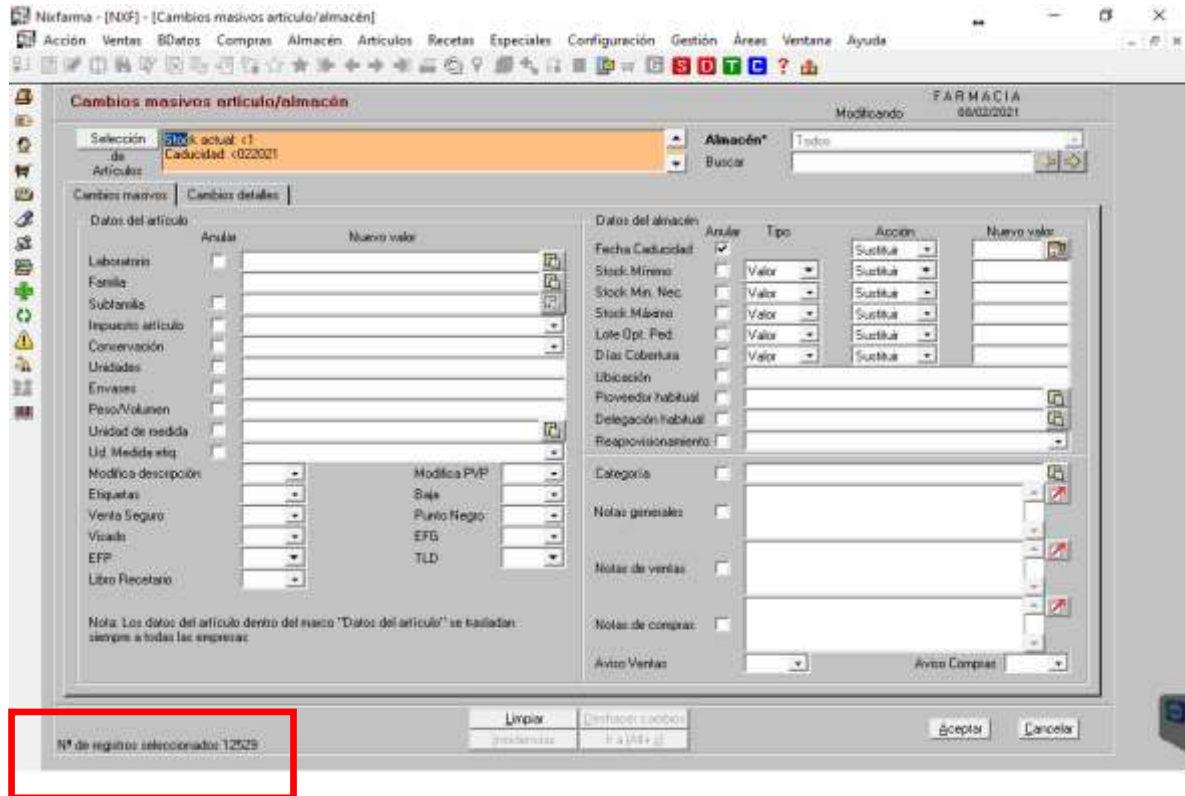 Nixfarma - [NXF] - [Cambios masivos artículo/almacén]
Acción Ventas BDatos Compras Almacén Artículos Recetas Especiales Configuración Gestión Áreas Ventana Ayuda
S D T C ?
Cambios masivos artículo/almacén
FARMACIA
Modificando 08/02/2021
Selección de Artículos
Stock actual: <1
Caducidad: <022021
Almacén* Todos
Buscar
Cambios masivos Cambios detalles
Datos del artículo
Anular Nuevo valor
Laboratorio
Familia
Subfamilia
Impuesto artículo
Conservación
Unidades
Envases
Peso/Volumen
Unidad de medida
Ud. Medida etiq.
Modifica descripción Modifica PVP
Etiquetas Baja
Venta Seguro Punto Negro
Visado EFG
EFP TLD
Libro Recetario
Nota: Los datos del artículo dentro del marco "Datos del artículo" se trasladan
siempre a todas las empresas
Datos del almacén
Anular Tipo Acción Nuevo valor
Fecha Caducidad Sustituir
Stock Mínimo Valor Sustituir
Stock Min. Nec. Valor Sustituir
Stock Máximo Valor Sustituir
Lote Opt. Ped. Valor Sustituir
Días Cobertura Valor Sustituir
Ubicación
Proveedor habitual
Delegación habitual
Reaprovisionamiento
Categoría
Notas generales
Notas de ventas
Notas de compras
Aviso Ventas Aviso Compras
Limpiar Deshacer cambios
Incidencias Ir a (Alt+ j)
Aceptar Cancelar
Nº de registros seleccionados 12529